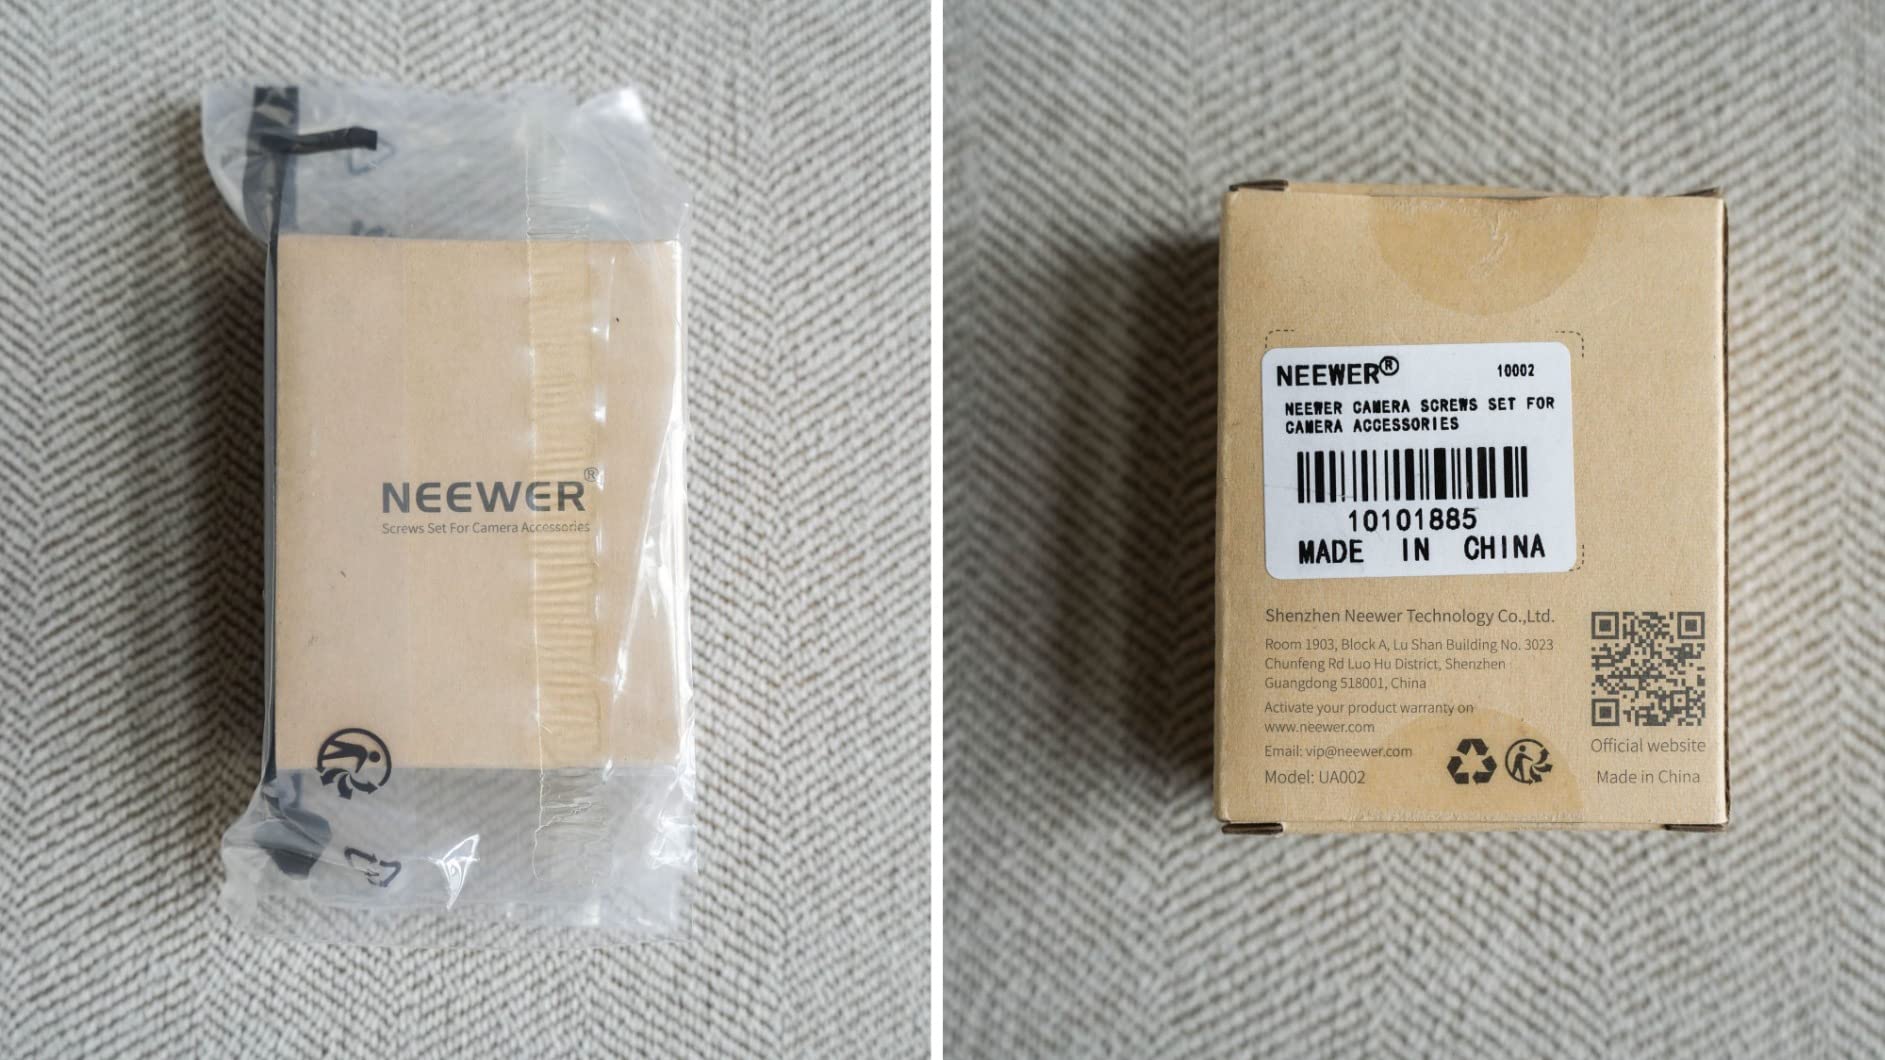 NEEWER®
Screws Set For Camera Accessories
NEEWER® 10002
NEEWER CAMERA SCREWS SET FOR
CAMERA ACCESSORIES
10101885
MADE IN CHINA
Shenzhen Neewer Technology Co.,Ltd.
Room 1903, Block A, Lu Shan Building No. 3023
Chunfeng Rd Luo Hu District, Shenzhen
Guangdong 518001, China
Activate your product warranty on
www.neewer.com
Email: vip@neewer.com
Model: UA002
Official website
Made in China